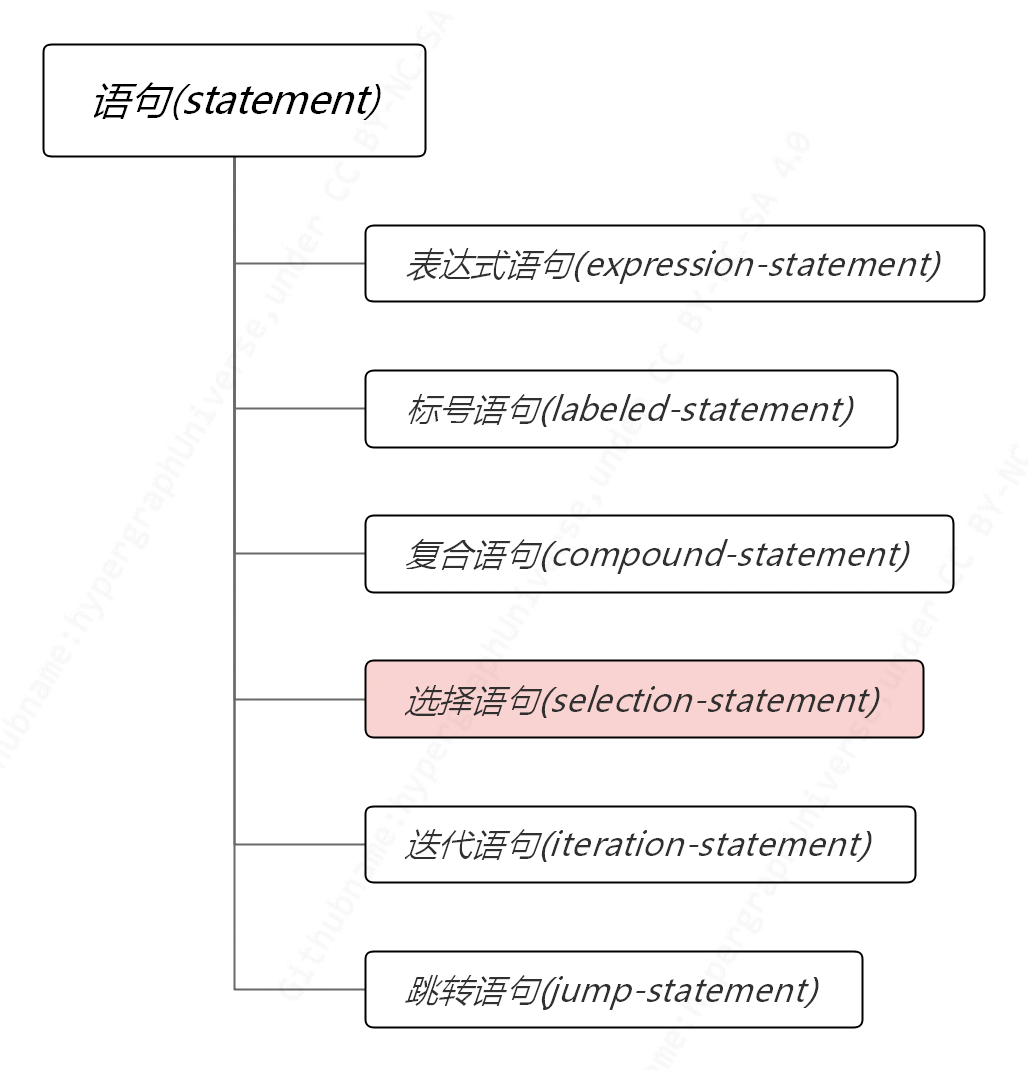 语句(statement)
表达式语句(expression-statement)
标号语句(labeled-statement)
复合语句(compound-statement)
选择语句(selection-statement)
迭代语句(iteration-statement)
跳转语句(jump-statement)
Githubname:hypergraphUniverse,under CC BY-NC-SA 4.0